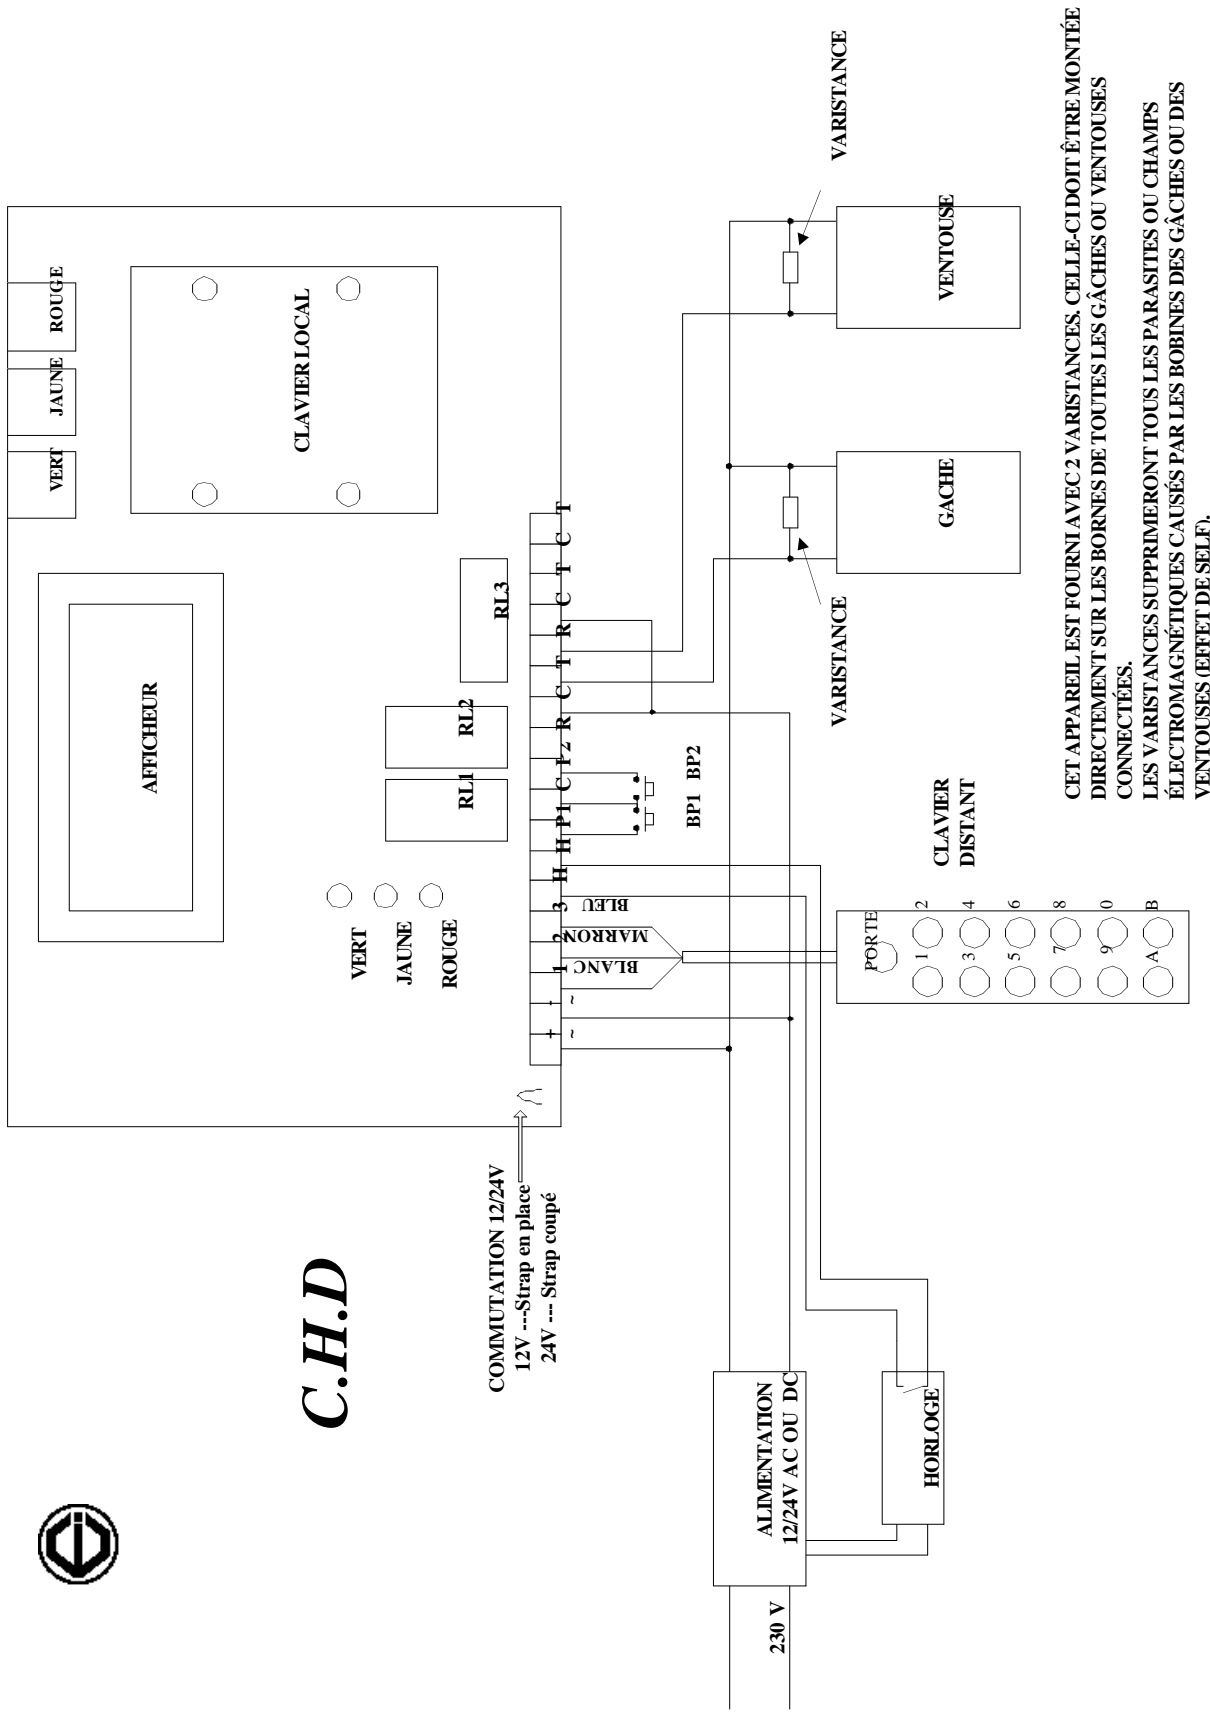 C.H.D
ROUGE
JAUNE
VERT
CLAVIER LOCAL
AFFICHEUR
RL3
RL2
RL1
VERT
JAUNE
ROUGE
COMMUTATION 12/24V
12V ---Strap en place
24V --- Strap coupé
+ - 1 2 3 H H P1 C P2 R C T R C T C T
~ ~
BLANC
MARRON
BLEU
BP1 BP2
VARISTANCE
VARISTANCE
VENTOUSE
GACHE
CLAVIER
DISTANT
PORTE
1 2
3 4
5 6
7 8
9 0
A B
230 V
ALIMENTATION
12/24V AC OU DC
HORLOGE
CET APPAREIL EST FOURNI AVEC 2 VARISTANCES. CELLE-CI DOIT ÊTRE MONTÉE
DIRECTEMENT SUR LES BORNES DE TOUTES LES GÂCHES OU VENTOUSES
CONNECTÉES.
LES VARISTANCES SUPPRIMERONT TOUS LES PARASITES OU CHAMPS
ÉLECTROMAGNÉTIQUES CAUSÉS PAR LES BOBINES DES GÂCHES OU DES
VENTOUSES (EFFET DE SELF).